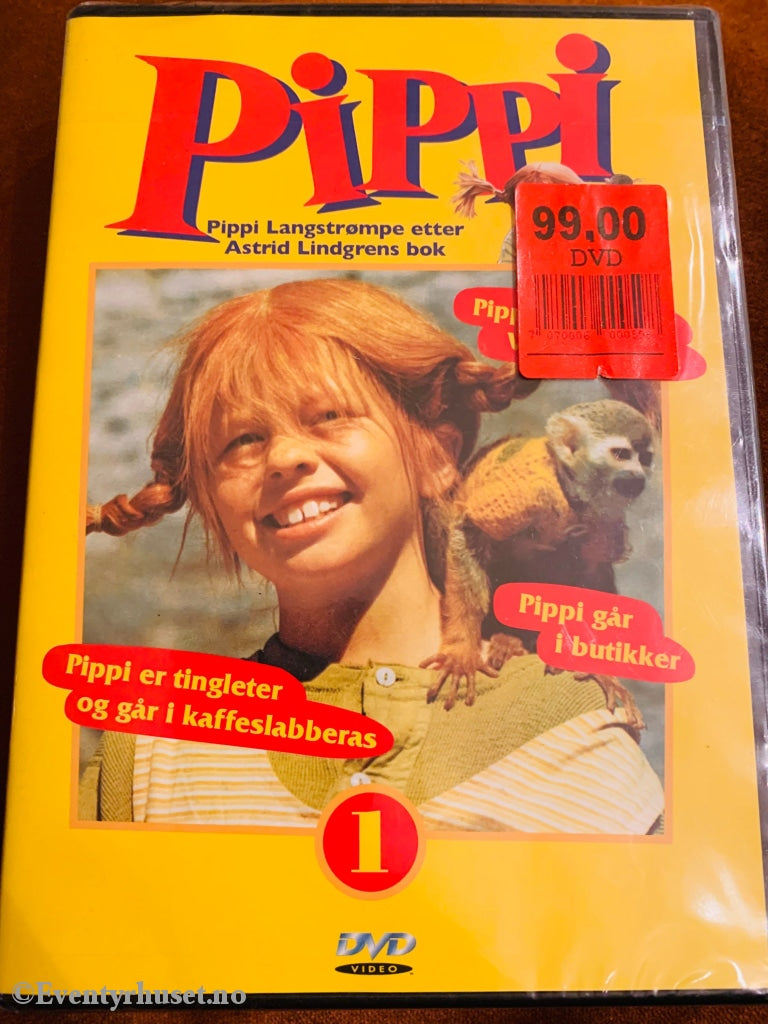 Pippi
Pippi Langstrømpe etter
Astrid Lindgrens bok
99,00
DVD
Pippi er tingleter
og går i kaffeslabberas
Pippi går
i butikker
1
DVD
VIDEO
©Eventyrhuset.no